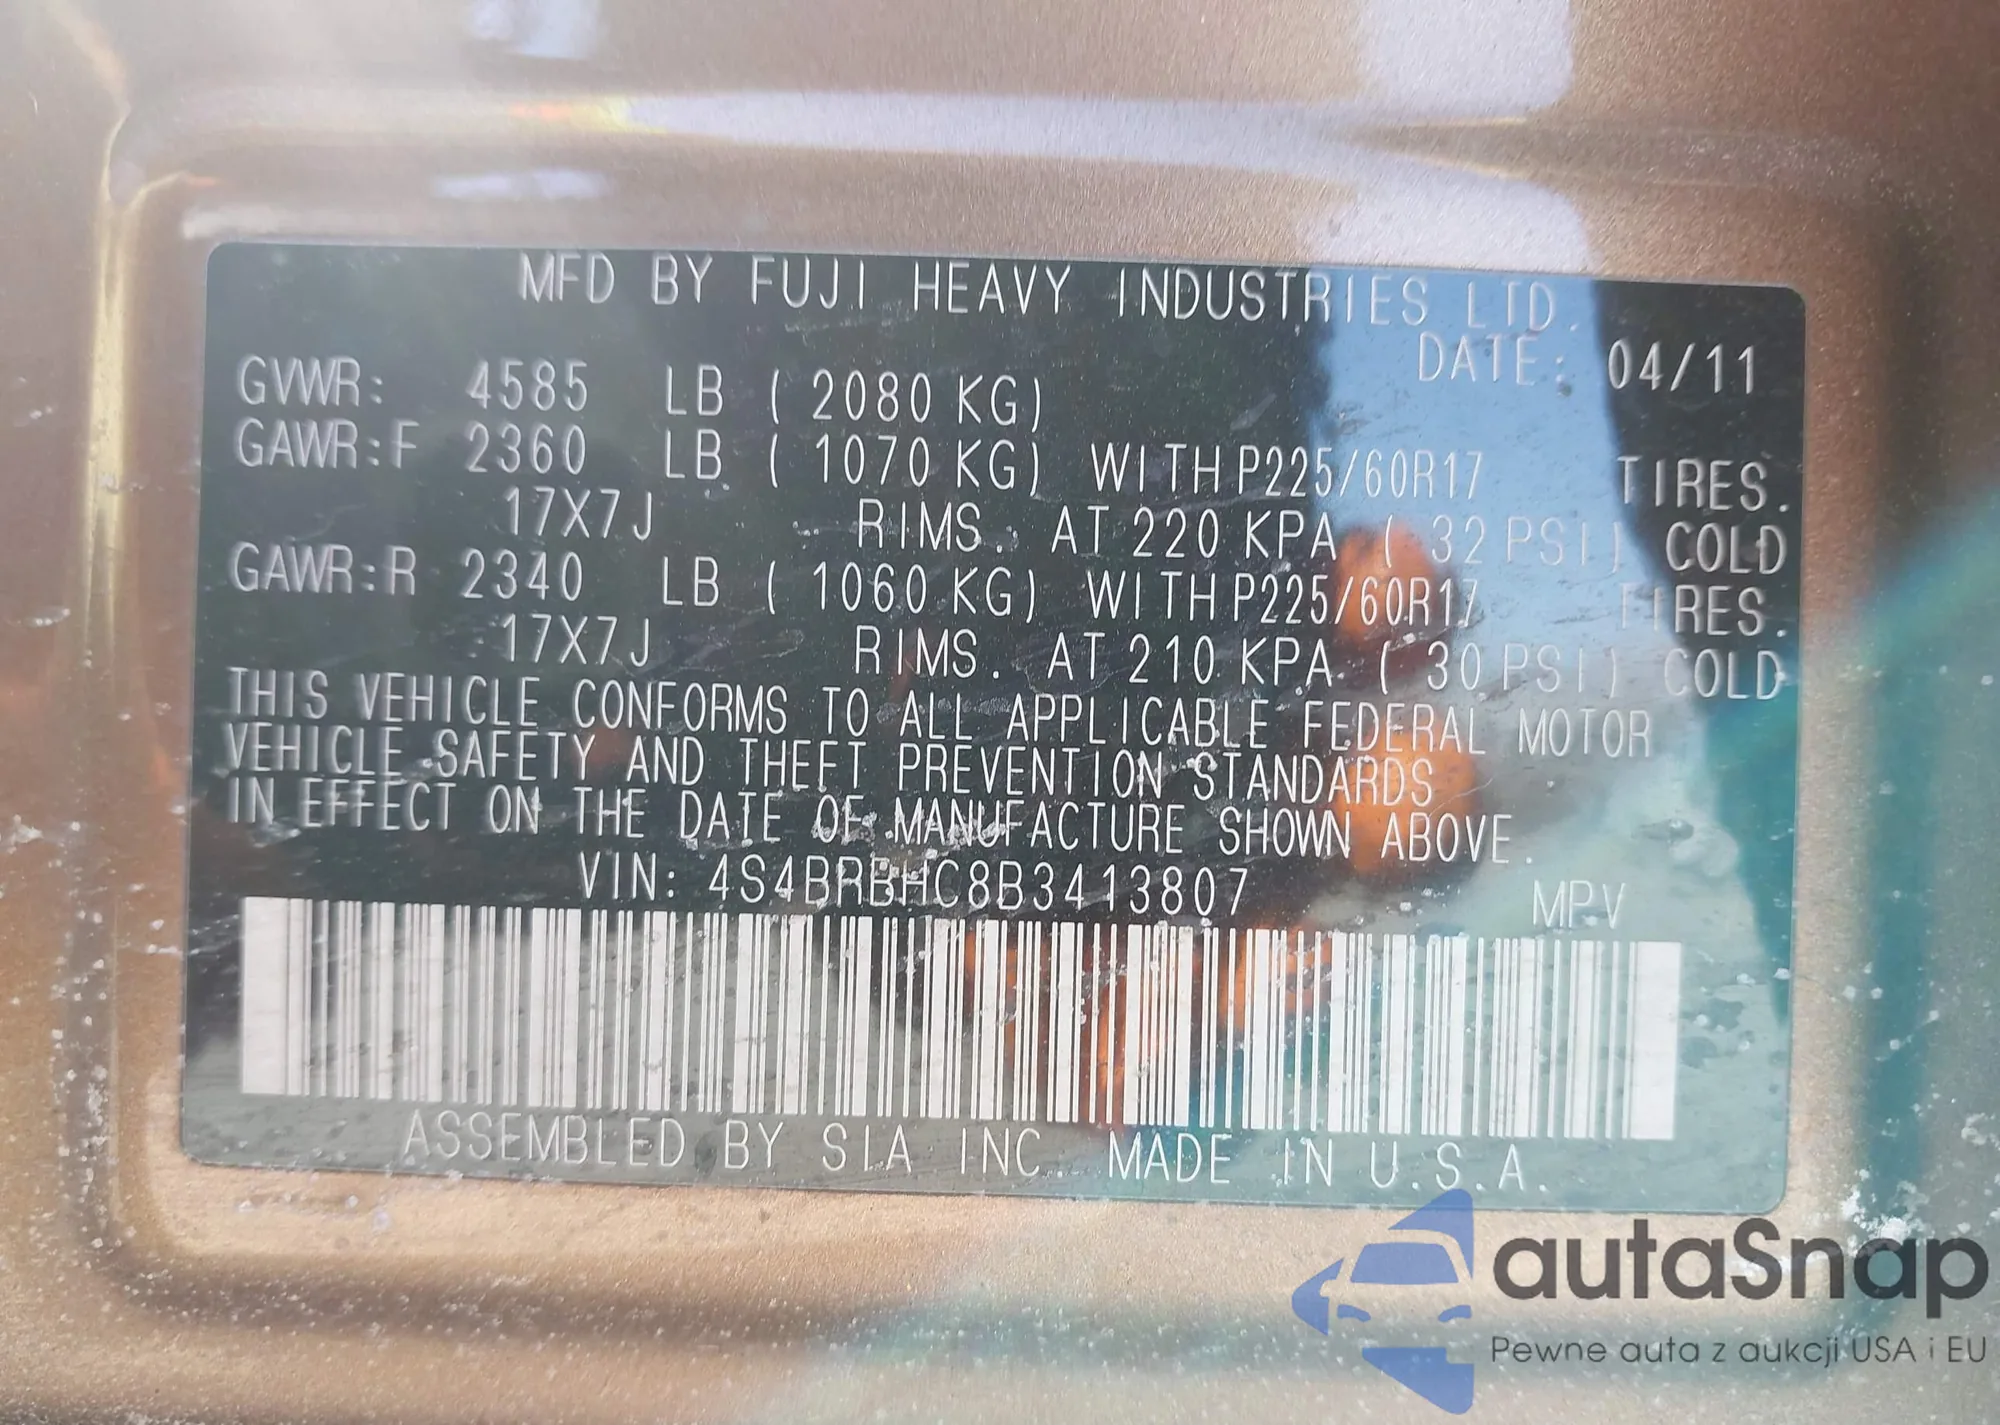 MFD BY FUJI HEAVY INDUSTRIES LTD.
DATE: 04/11
GVWR: 4585 LB ( 2080 KG)
GAWR:F 2360 LB ( 1070 KG) WITH P225/60R17 TIRES.
17X7J RIMS. AT 220 KPA ( 32 PSI) COLD
GAWR:R 2340 LB ( 1060 KG) WITH P225/60R17 TIRES.
17X7J RIMS. AT 210 KPA ( 30 PSI) COLD
THIS VEHICLE CONFORMS TO ALL APPLICABLE FEDERAL MOTOR
VEHICLE SAFETY AND THEFT PREVENTION STANDARDS
IN EFFECT ON THE DATE OF MANUFACTURE SHOWN ABOVE.
VIN: 4S4BRBHC8B3413807 MPV
ASSEMBLED BY SIA INC. MADE IN U.S.A.
autaSnap
Pewne auta z aukcji USA i EU